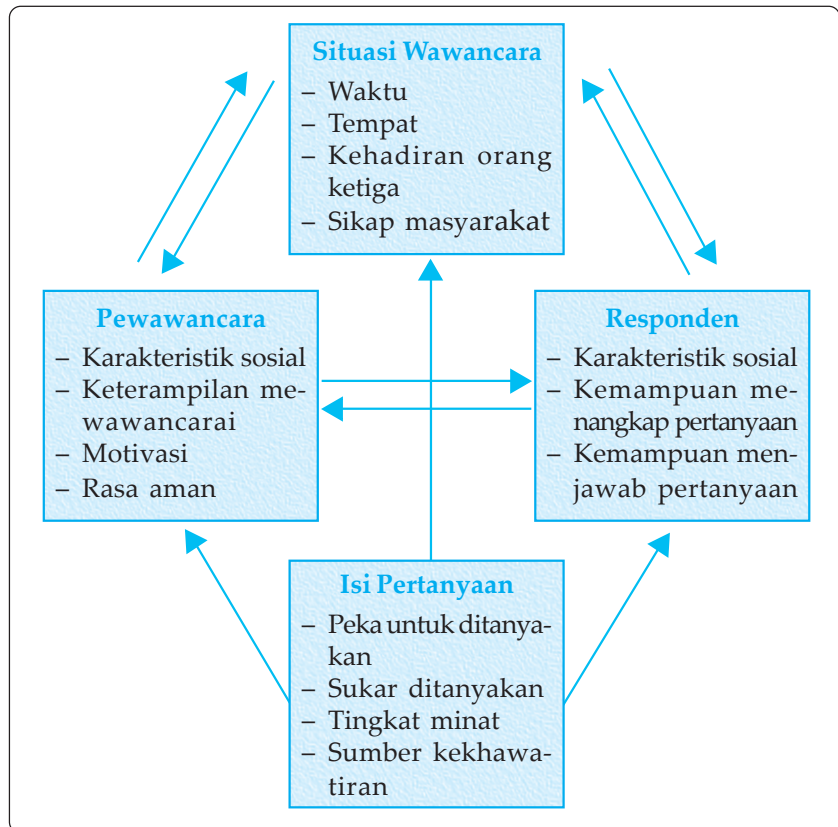 Situasi Wawancara
– Waktu
– Tempat
– Kehadiran orang
ketiga
– Sikap masyarakat
Pewawancara
– Karakteristik sosial
– Keterampilan me-
wawancarai
– Motivasi
– Rasa aman
Responden
– Karakteristik sosial
– Kemampuan me-
nangkap pertanyaan
– Kemampuan men-
jawab pertanyaan
Isi Pertanyaan
– Peka untuk ditanya-
kan
– Sukar ditanyakan
– Tingkat minat
– Sumber kekhawa-
tiran